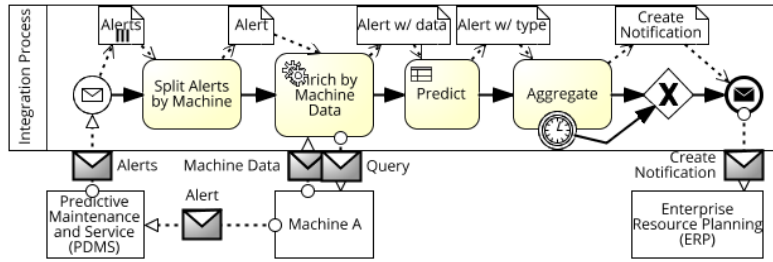 Integration Process
Alerts
Alert
Alert w/ data
Alert w/ type
Create
Notification
Split Alerts
by Machine
nrich by
Machine
Data
Predict
Aggregate
X
Alerts
Machine Data
Query
Create
Notification
Predictive
Maintenance
and Service
(PDMS)
Alert
Machine A
Enterprise
Resource Planning
(ERP)